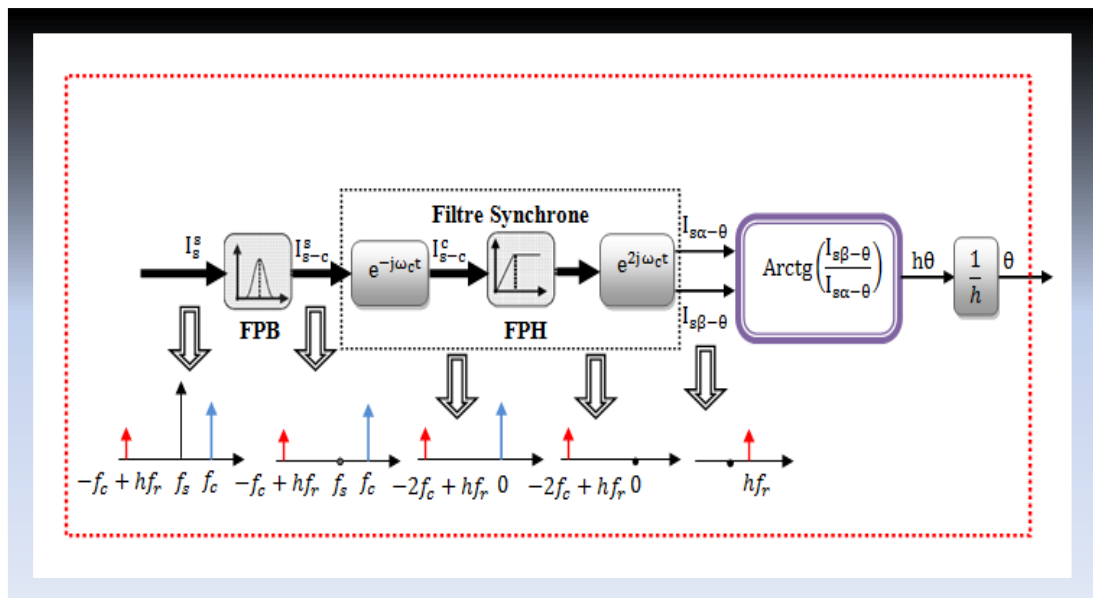 Filtre Synchrone
I_s^s
FPB
I_{s-c}^s
e^{-jω_c t}
I_{s-c}^c
FPH
e^{2jω_c t}
I_{sα-θ}
I_{sβ-θ}
Arctg(I_{sβ-θ}/I_{sα-θ})
hθ
1/h
θ
-f_c + hf_r f_s f_c
-f_c + hf_r f_s f_c
-2f_c + hf_r 0
-2f_c + hf_r 0
hf_r